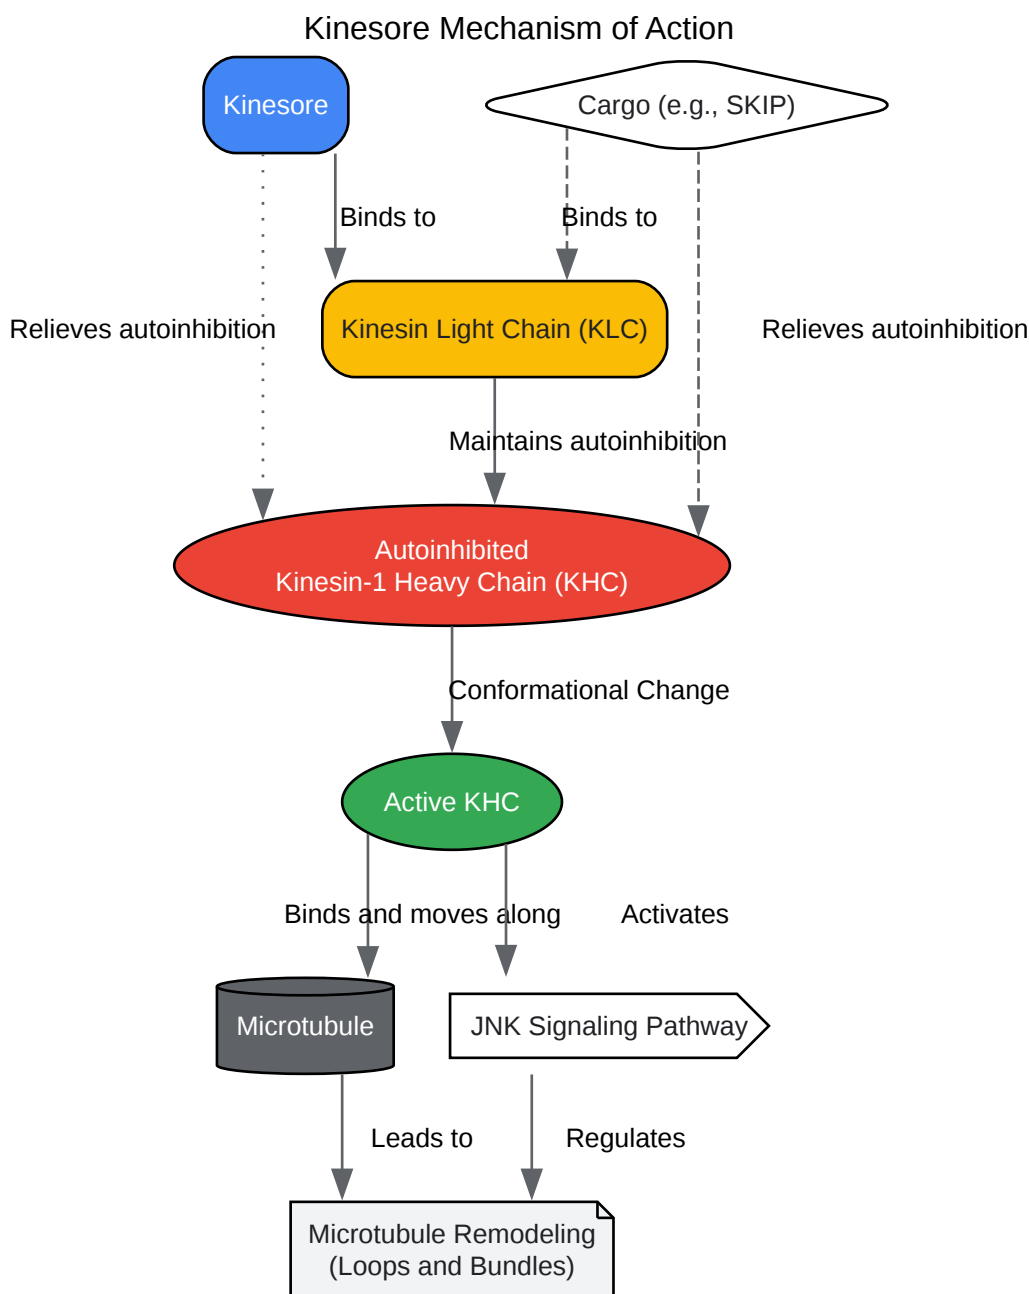 Kinesore Mechanism of Action
Kinesore
Cargo (e.g., SKIP)
Binds to
Binds to
Relieves autoinhibition
Kinesin Light Chain (KLC)
Relieves autoinhibition
Maintains autoinhibition
Autoinhibited
Kinesin-1 Heavy Chain (KHC)
Conformational Change
Active KHC
Binds and moves along
Activates
Microtubule
JNK Signaling Pathway
Leads to
Regulates
Microtubule Remodeling
(Loops and Bundles)